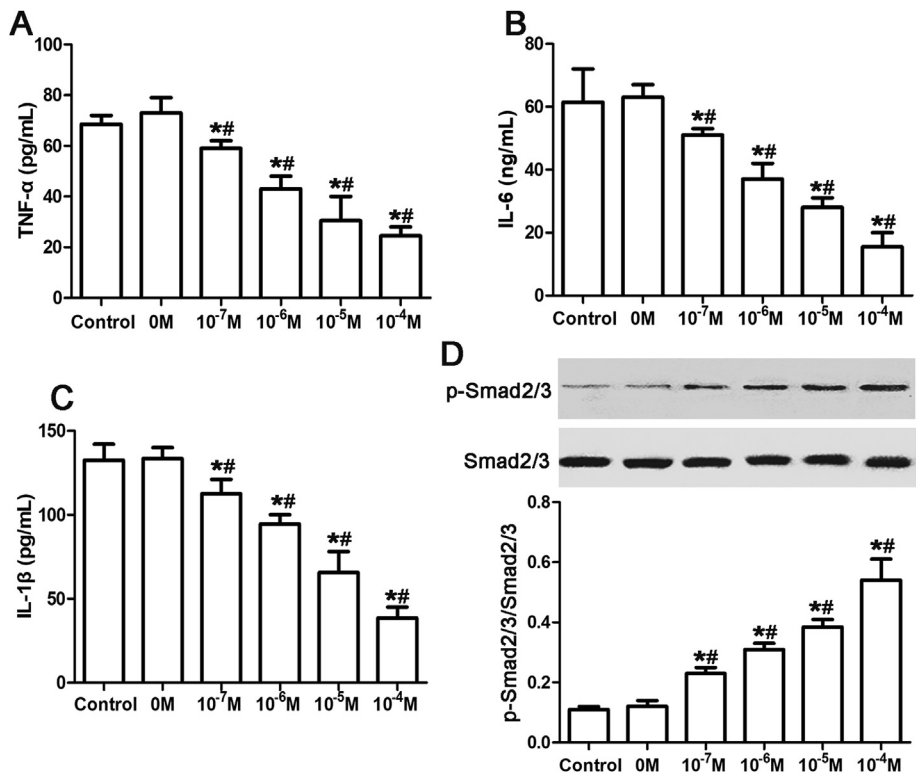 A
TNF-α (pg/mL)
100
80
60
40
20
0
*#
*#
*#
*#
Control 0M 10⁻⁷M 10⁻⁶M 10⁻⁵M 10⁻⁴M
B
IL-6 (ng/mL)
80
60
40
20
0
*#
*#
*#
*#
Control 0M 10⁻⁷M 10⁻⁶M 10⁻⁵M 10⁻⁴M
C
IL-1β (pg/mL)
150
100
50
0
*#
*#
*#
*#
Control 0M 10⁻⁷M 10⁻⁶M 10⁻⁵M 10⁻⁴M
D
p-Smad2/3
Smad2/3
p-Smad2/3/Smad2/3
0.8
0.6
0.4
0.2
0.0
*#
*#
*#
*#
Control 0M 10⁻⁷M 10⁻⁶M 10⁻⁵M 10⁻⁴M